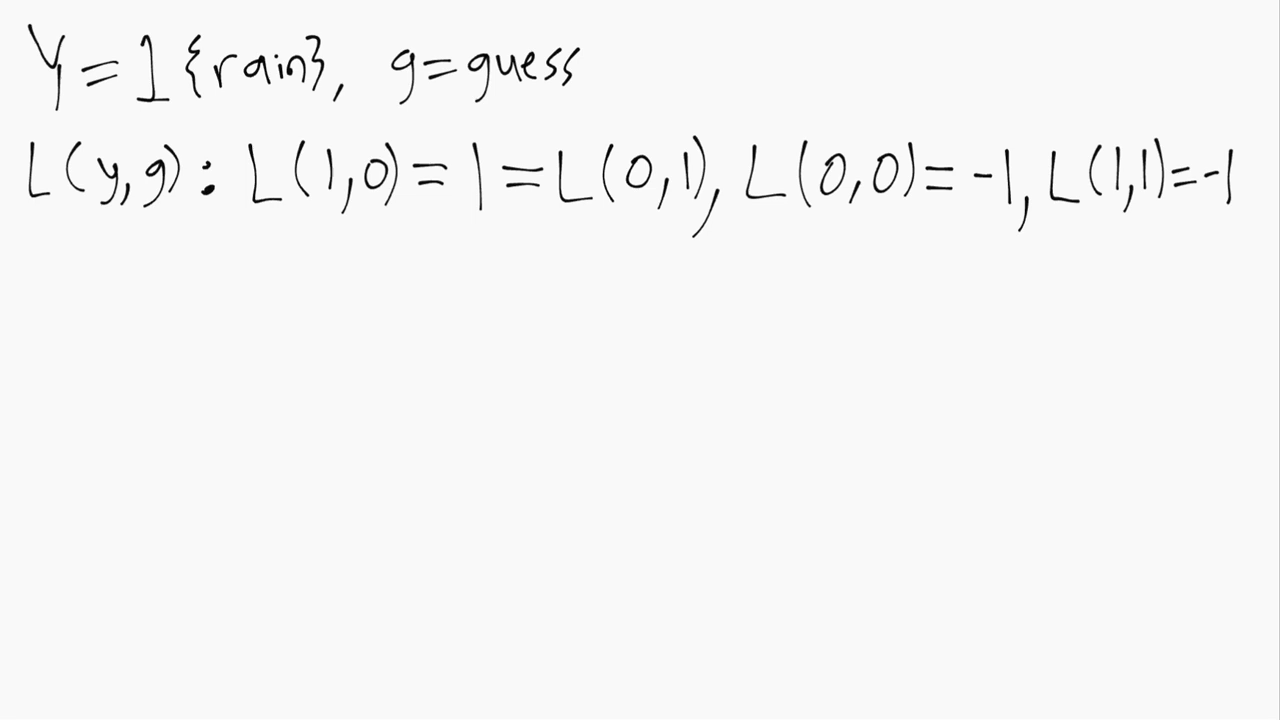 Y = 1{rain}, g=guess
L(y,g): L(1,0) = 1 = L(0,1), L(0,0) = -1, L(1,1)=-1